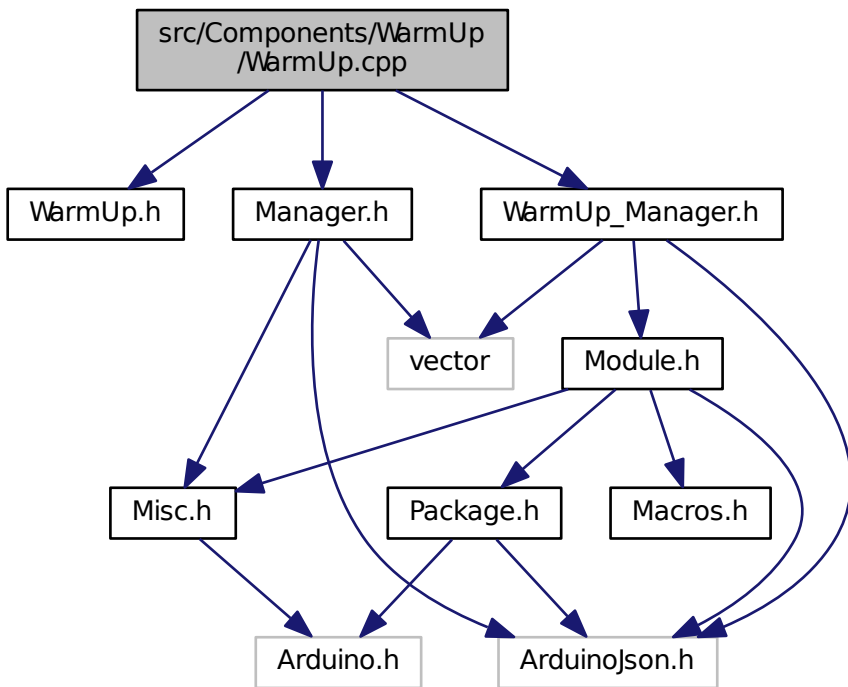 src/Components/WarmUp
/WarmUp.cpp
WarmUp.h
Manager.h
WarmUp_Manager.h
vector
Module.h
Misc.h
Package.h
Macros.h
Arduino.h
ArduinoJson.h